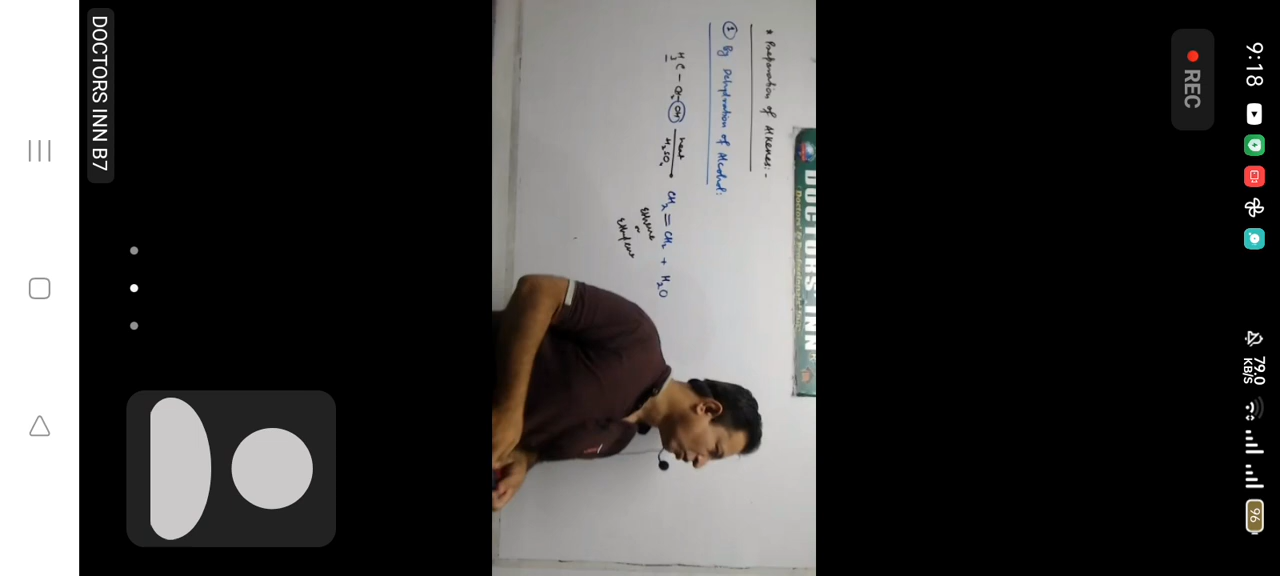 9:18
79.0
KB/S
96
REC
DOCTORS INN
* Preparation of Alkenes:-
① By Dehydration of Alcohol:
H₃C - CH₂ OH heat CH₂ = CH₂ + H₂O
H₂SO₄
Ethene
or
DOCTORS INN B7